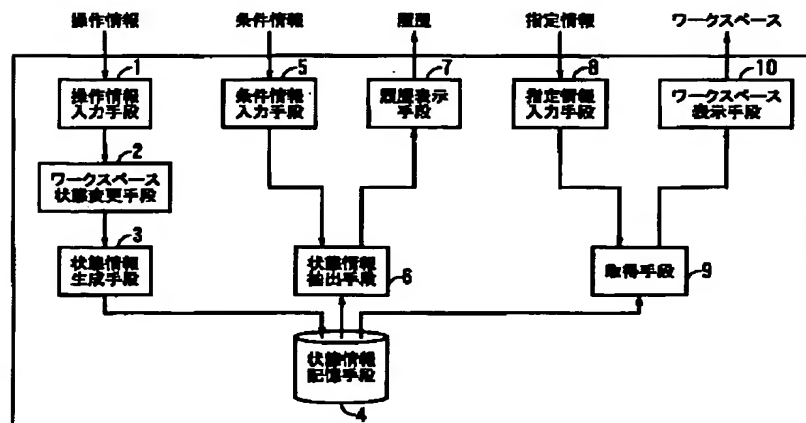 操作情報
条件情報
履歴
指定情報
ワークスペース
1
操作情報
入力手段
5
条件情報
入力手段
7
履歴表示
手段
8
指定情報
入力手段
10
ワークスペース
表示手段
2
ワークスペース
状態変更手段
3
状態情報
生成手段
状態情報
抽出手段
6
取得手段
9
状態情報
記憶手段
4